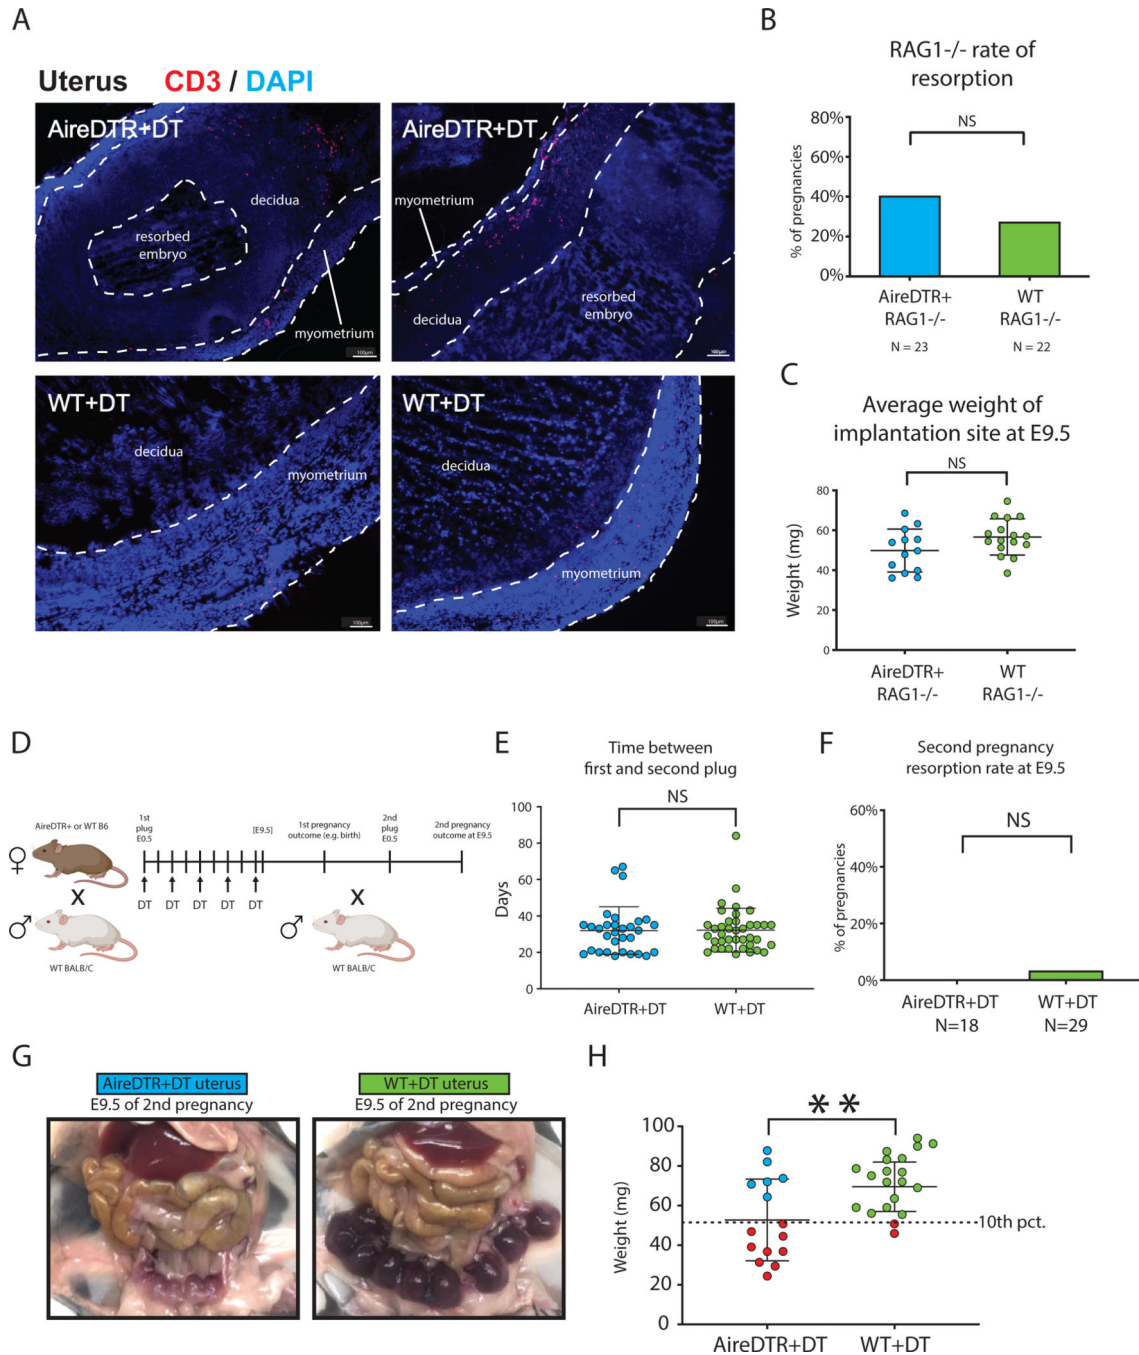 A
Uterus CD3 / DAPI
AireDTR+DT
decidua
resorbed
embryo
myometrium
100μm
AireDTR+DT
myometrium
decidua
resorbed
embryo
100μm
WT+DT
decidua
myometrium
100μm
WT+DT
decidua
myometrium
100μm
B
RAG1-/- rate of
resorption
NS
% of pregnancies
80%
60%
40%
20%
0%
AireDTR+
RAG1-/-
N = 23
WT
RAG1-/-
N = 22
C
Average weight of
implantation site at E9.5
NS
Weight (mg)
80
60
40
20
0
AireDTR+
RAG1-/-
WT
RAG1-/-
D
AireDTR+ or WT B6
♀
X
♂
WT BALB/C
1st
plug
E0.5
[E9.5]
1st pregnancy
outcome (e.g. birth)
2nd
plug
E0.5
2nd pregnancy
outcome at E9.5
DT DT DT DT DT
X
♂
WT BALB/C
E
Time between
first and second plug
NS
Days
100
80
60
40
20
0
AireDTR+DT
WT+DT
F
Second pregnancy
resorption rate at E9.5
NS
% of pregnancies
60%
40%
20%
0%
AireDTR+DT
N=18
WT+DT
N=29
G
AireDTR+DT uterus
E9.5 of 2nd pregnancy
WT+DT uterus
E9.5 of 2nd pregnancy
H
**
Weight (mg)
100
80
60
40
20
0
10th pct.
AireDTR+DT
WT+DT